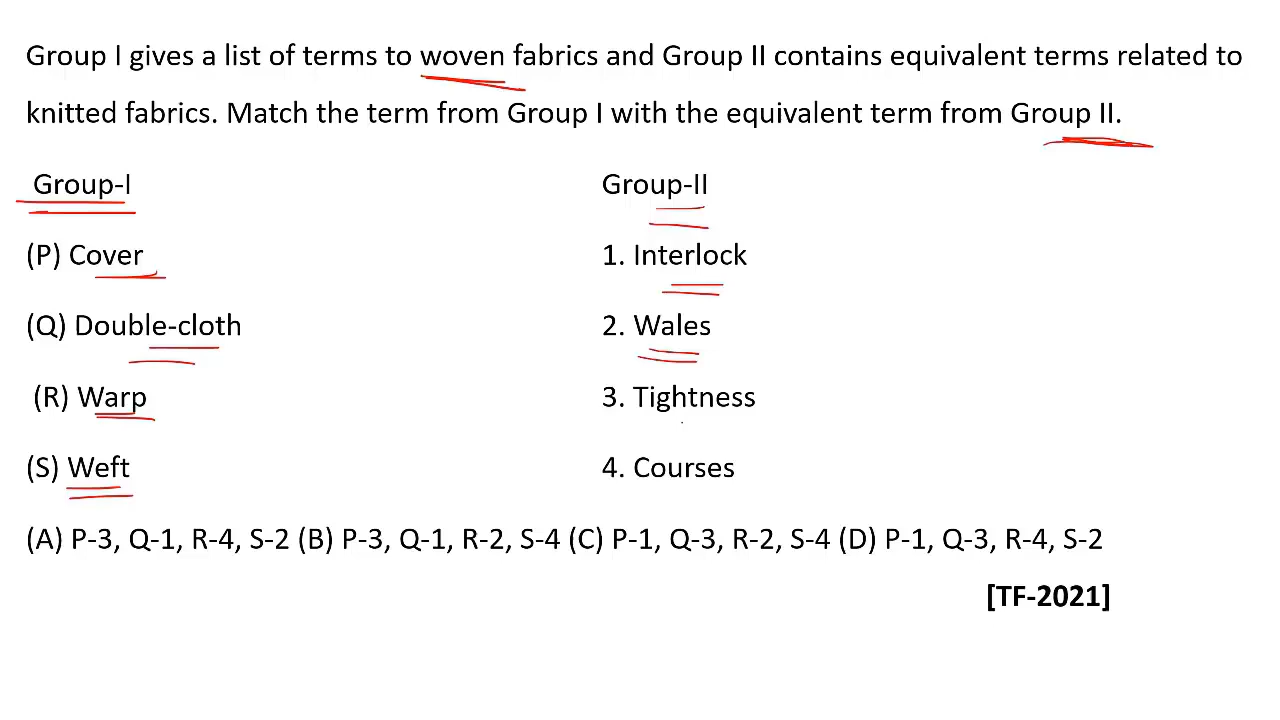 Group I gives a list of terms to woven fabrics and Group II contains equivalent terms related to
knitted fabrics. Match the term from Group I with the equivalent term from Group II.
Group-I Group-II
(P) Cover 1. Interlock
(Q) Double-cloth 2. Wales
(R) Warp 3. Tightness
(S) Weft 4. Courses
(A) P-3, Q-1, R-4, S-2 (B) P-3, Q-1, R-2, S-4 (C) P-1, Q-3, R-2, S-4 (D) P-1, Q-3, R-4, S-2
[TF-2021]